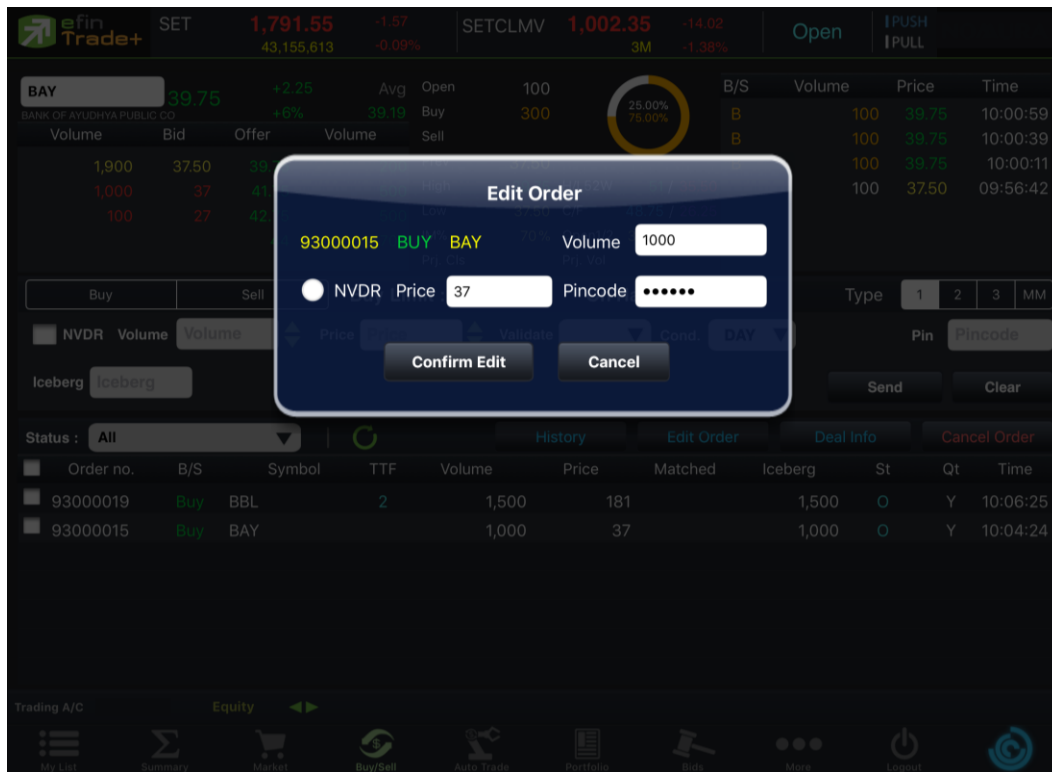 efin Trade+ SET 1,791.55 -1.57 SETCLMV 1,002.35 -14.02 Open PUSH
43,155,613 -0.09% 3M -1.38% PULL
BAY 39.75 +2.25 Avg Open 100 25.00% B/S Volume Price Time
BANK OF AYUDHYA PUBLIC CO +6% 39.19 Buy 300 75.00% B 100 39.75 10:00:59
Volume Bid Offer Volume Sell B 100 39.75 10:00:39
1,900 37.50 100 39.75 10:00:11
1,000 37 100 37.50 09:56:42
100 27
Edit Order
93000015 BUY BAY Volume 1000
NVDR Price 37 Pincode ••••••
Confirm Edit Cancel
Buy Sell Type 1 2 3 MM
NVDR Volume Volume Price Price Validate Cond. DAY Pin Pincode
Iceberg Iceberg Send Clear
Status : All History Edit Order Deal Info Cancel Order
Order no. B/S Symbol TTF Volume Price Matched Iceberg St Qt Time
93000019 Buy BBL 2 1,500 181 1,500 O Y 10:06:25
93000015 Buy BAY 1,000 37 1,000 O Y 10:04:24
Trading A/C Equity
My List Summary Market Buy/Sell Auto Trade Portfolio Bids More Logout